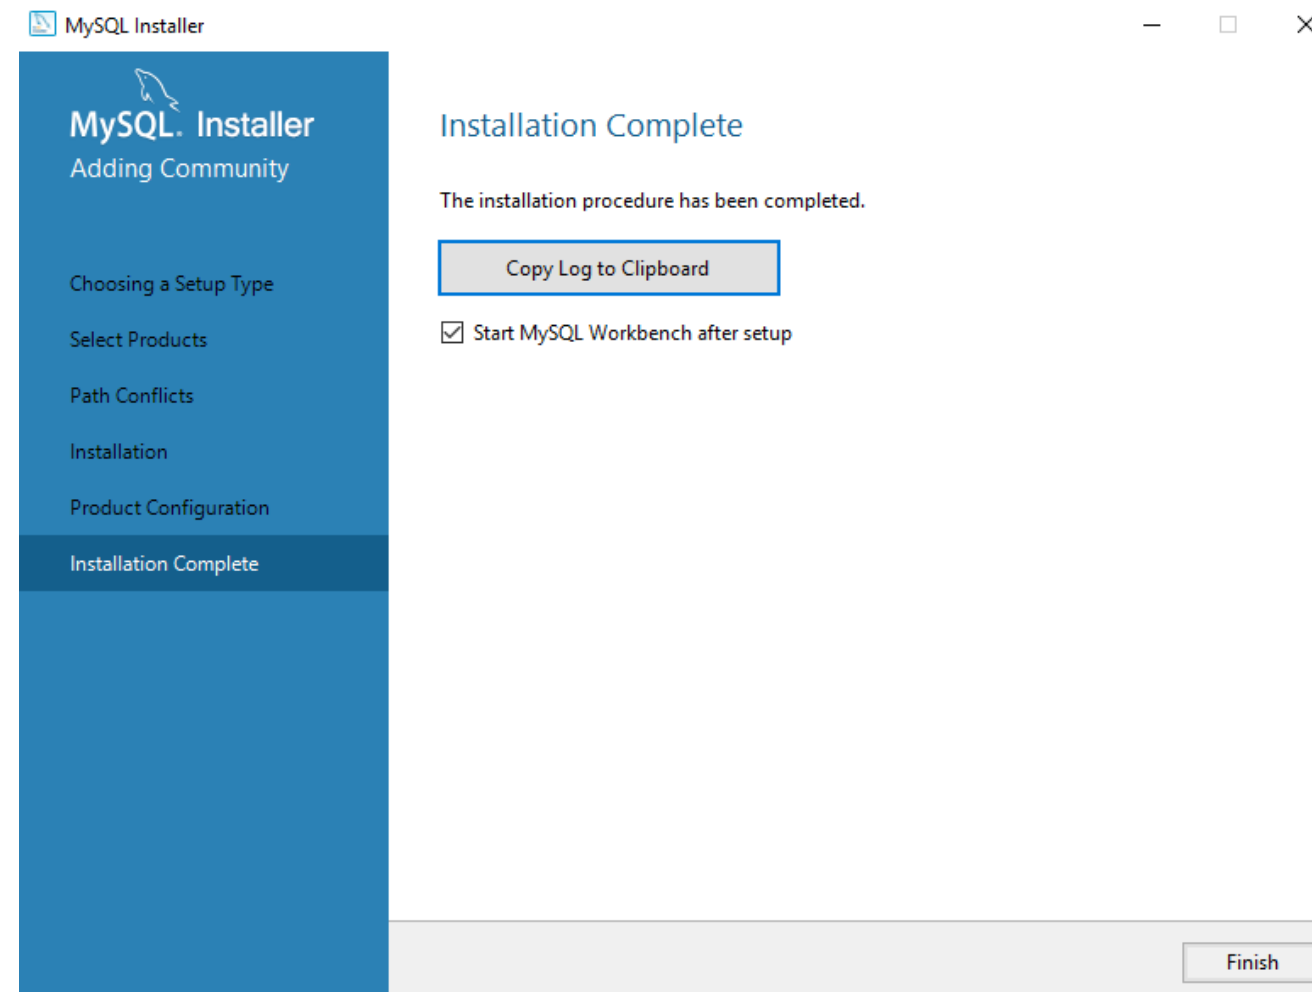 MySQL Installer
MySQL. Installer
Adding Community
Choosing a Setup Type
Select Products
Path Conflicts
Installation
Product Configuration
Installation Complete
Installation Complete
The installation procedure has been completed.
Copy Log to Clipboard
Start MySQL Workbench after setup
Finish